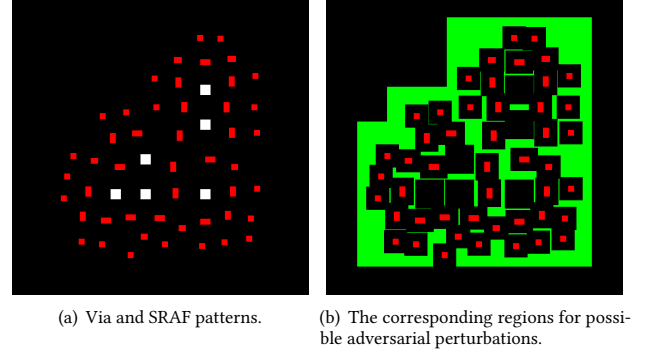 (a) Via and SRAF patterns.
(b) The corresponding regions for possi-
ble adversarial perturbations.